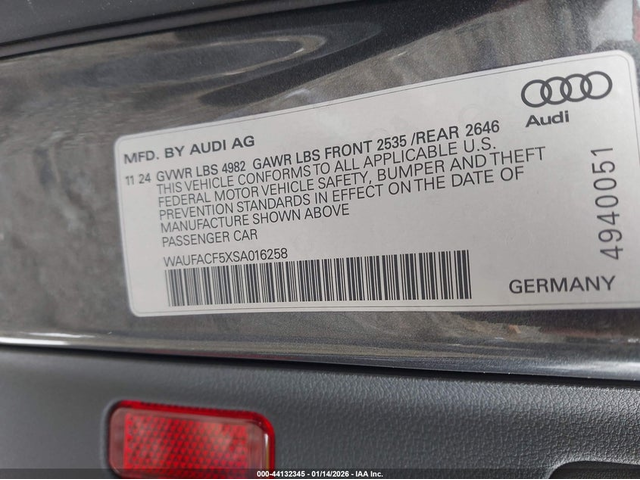 Audi
MFD. BY AUDI AG
11 24 GVWR LBS 4982 GAWR LBS FRONT 2535 /REAR 2646
THIS VEHICLE CONFORMS TO ALL APPLICABLE U.S.
FEDERAL MOTOR VEHICLE SAFETY, BUMPER AND THEFT
PREVENTION STANDARDS IN EFFECT ON THE DATE OF
MANUFACTURE SHOWN ABOVE
PASSENGER CAR
WAUFACF5XSA016258
GERMANY
4940051
000-44132345 - 01/14/2026 - IAA Inc.